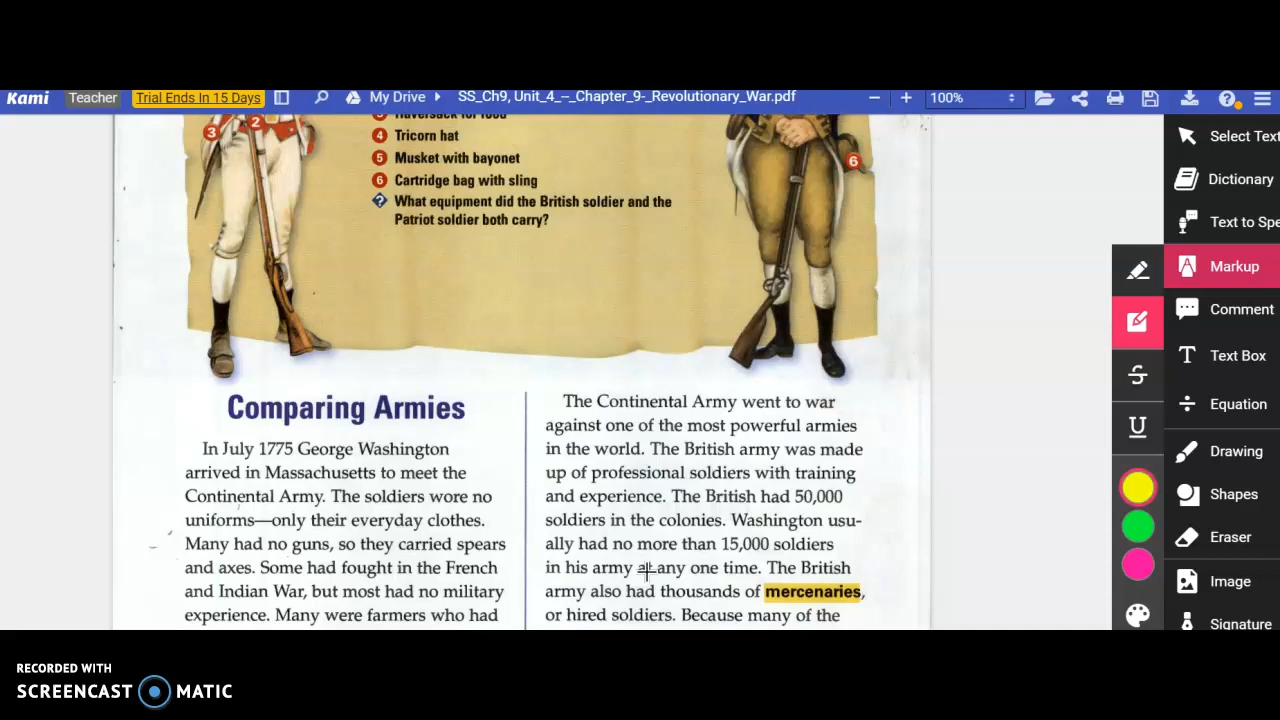 Kami Teacher Trial Ends In 15 Days My Drive SS_Ch9, Unit_4_--_Chapter_9-_Revolutionary_War.pdf 100%
3 Haversack for food
4 Tricorn hat
5 Musket with bayonet
6 Cartridge bag with sling
? What equipment did the British soldier and the
Patriot soldier both carry?
3 2
6
Comparing Armies
In July 1775 George Washington
arrived in Massachusetts to meet the
Continental Army. The soldiers wore no
uniforms—only their everyday clothes.
Many had no guns, so they carried spears
and axes. Some had fought in the French
and Indian War, but most had no military
experience. Many were farmers who had
The Continental Army went to war
against one of the most powerful armies
in the world. The British army was made
up of professional soldiers with training
and experience. The British had 50,000
soldiers in the colonies. Washington usu-
ally had no more than 15,000 soldiers
in his army at any one time. The British
army also had thousands of mercenaries,
or hired soldiers. Because many of the
Select Text
Dictionary
Text to Spe
Markup
Comment
Text Box
Equation
Drawing
Shapes
Eraser
Image
Signature
RECORDED WITH
SCREENCAST MATIC